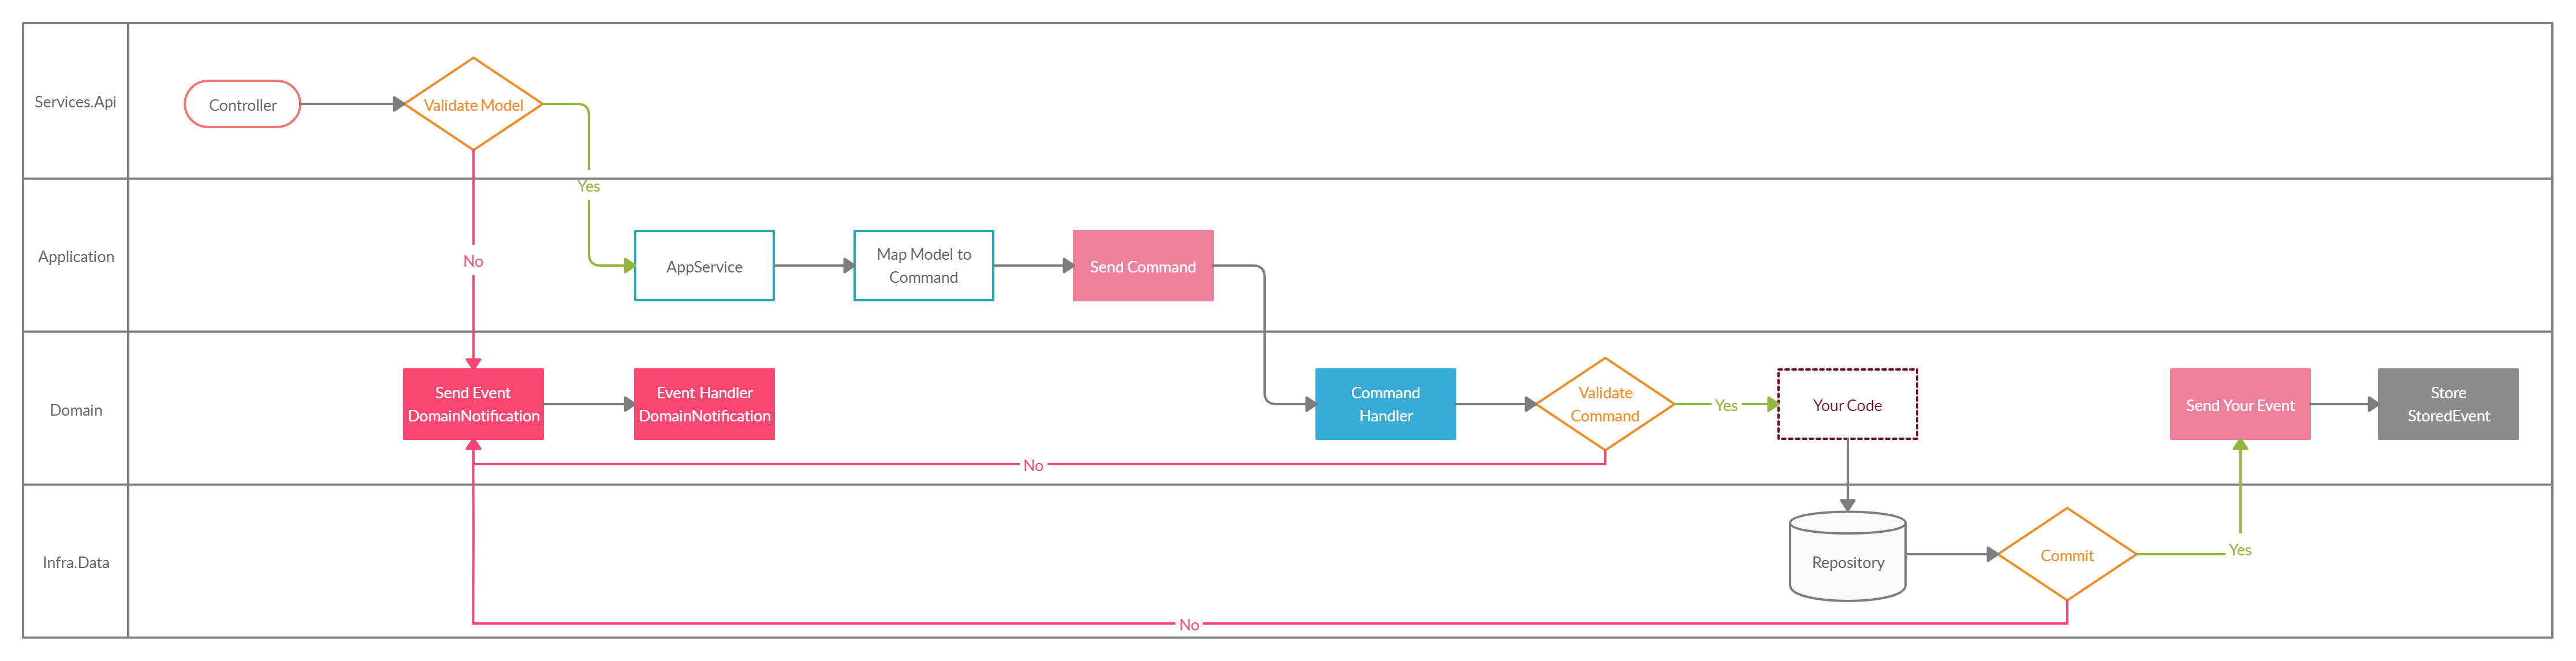 Services.Api
Controller
Validate Model
Yes
Application
No
AppService
Map Model to
Command
Send Command
Domain
Send Event
DomainNotification
Event Handler
DomainNotification
Command
Handler
Validate
Command
Yes
Your Code
Send Your Event
Store
StoredEvent
No
Infra.Data
Repository
Commit
Yes
No